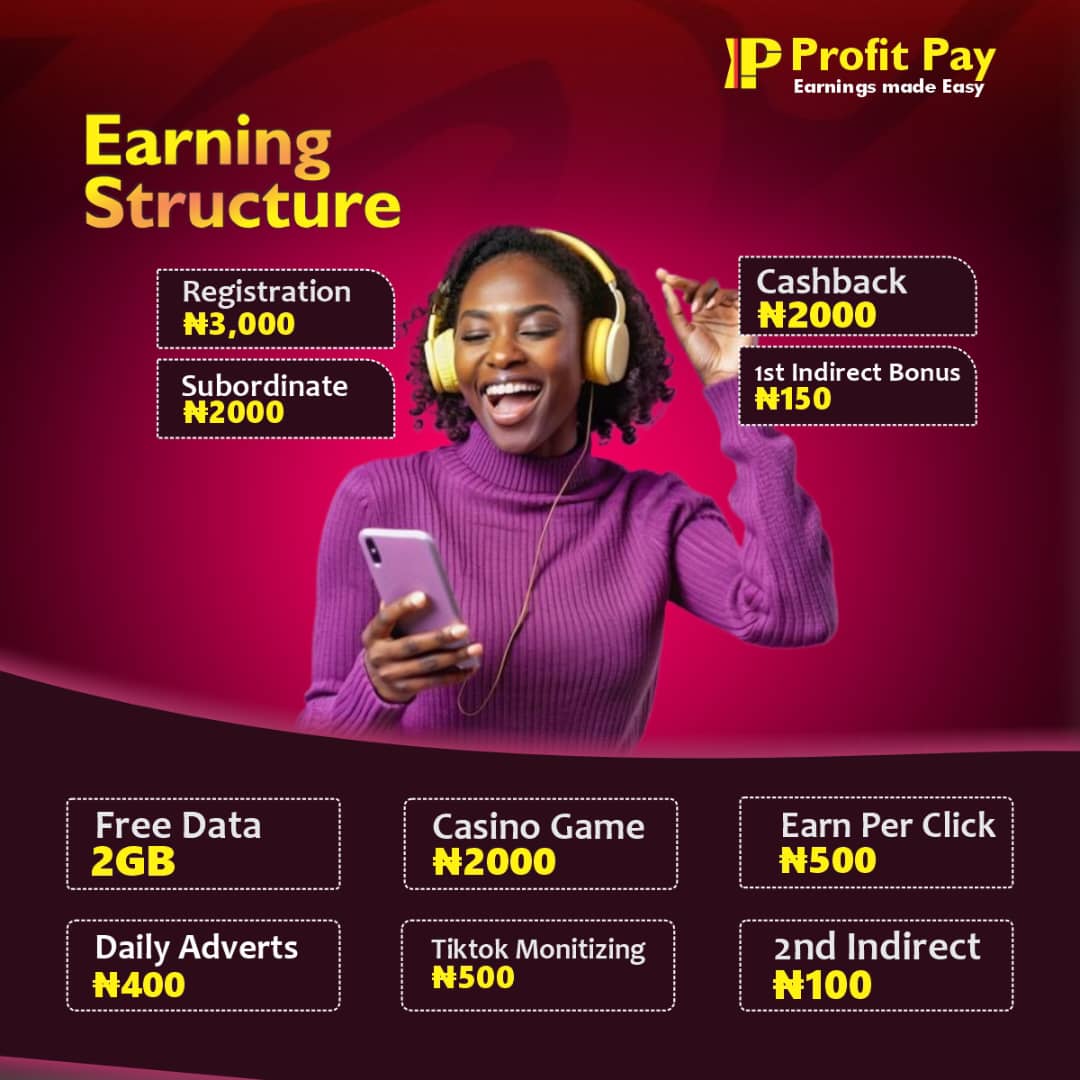 Profit Pay
Earnings made Easy
Earning
Structure
Registration
₦3,000
Cashback
₦2000
Subordinate
₦2000
1st Indirect Bonus
₦150
Free Data
2GB
Casino Game
₦2000
Earn Per Click
₦500
Daily Adverts
₦400
Tiktok Monitizing
₦500
2nd Indirect
₦100